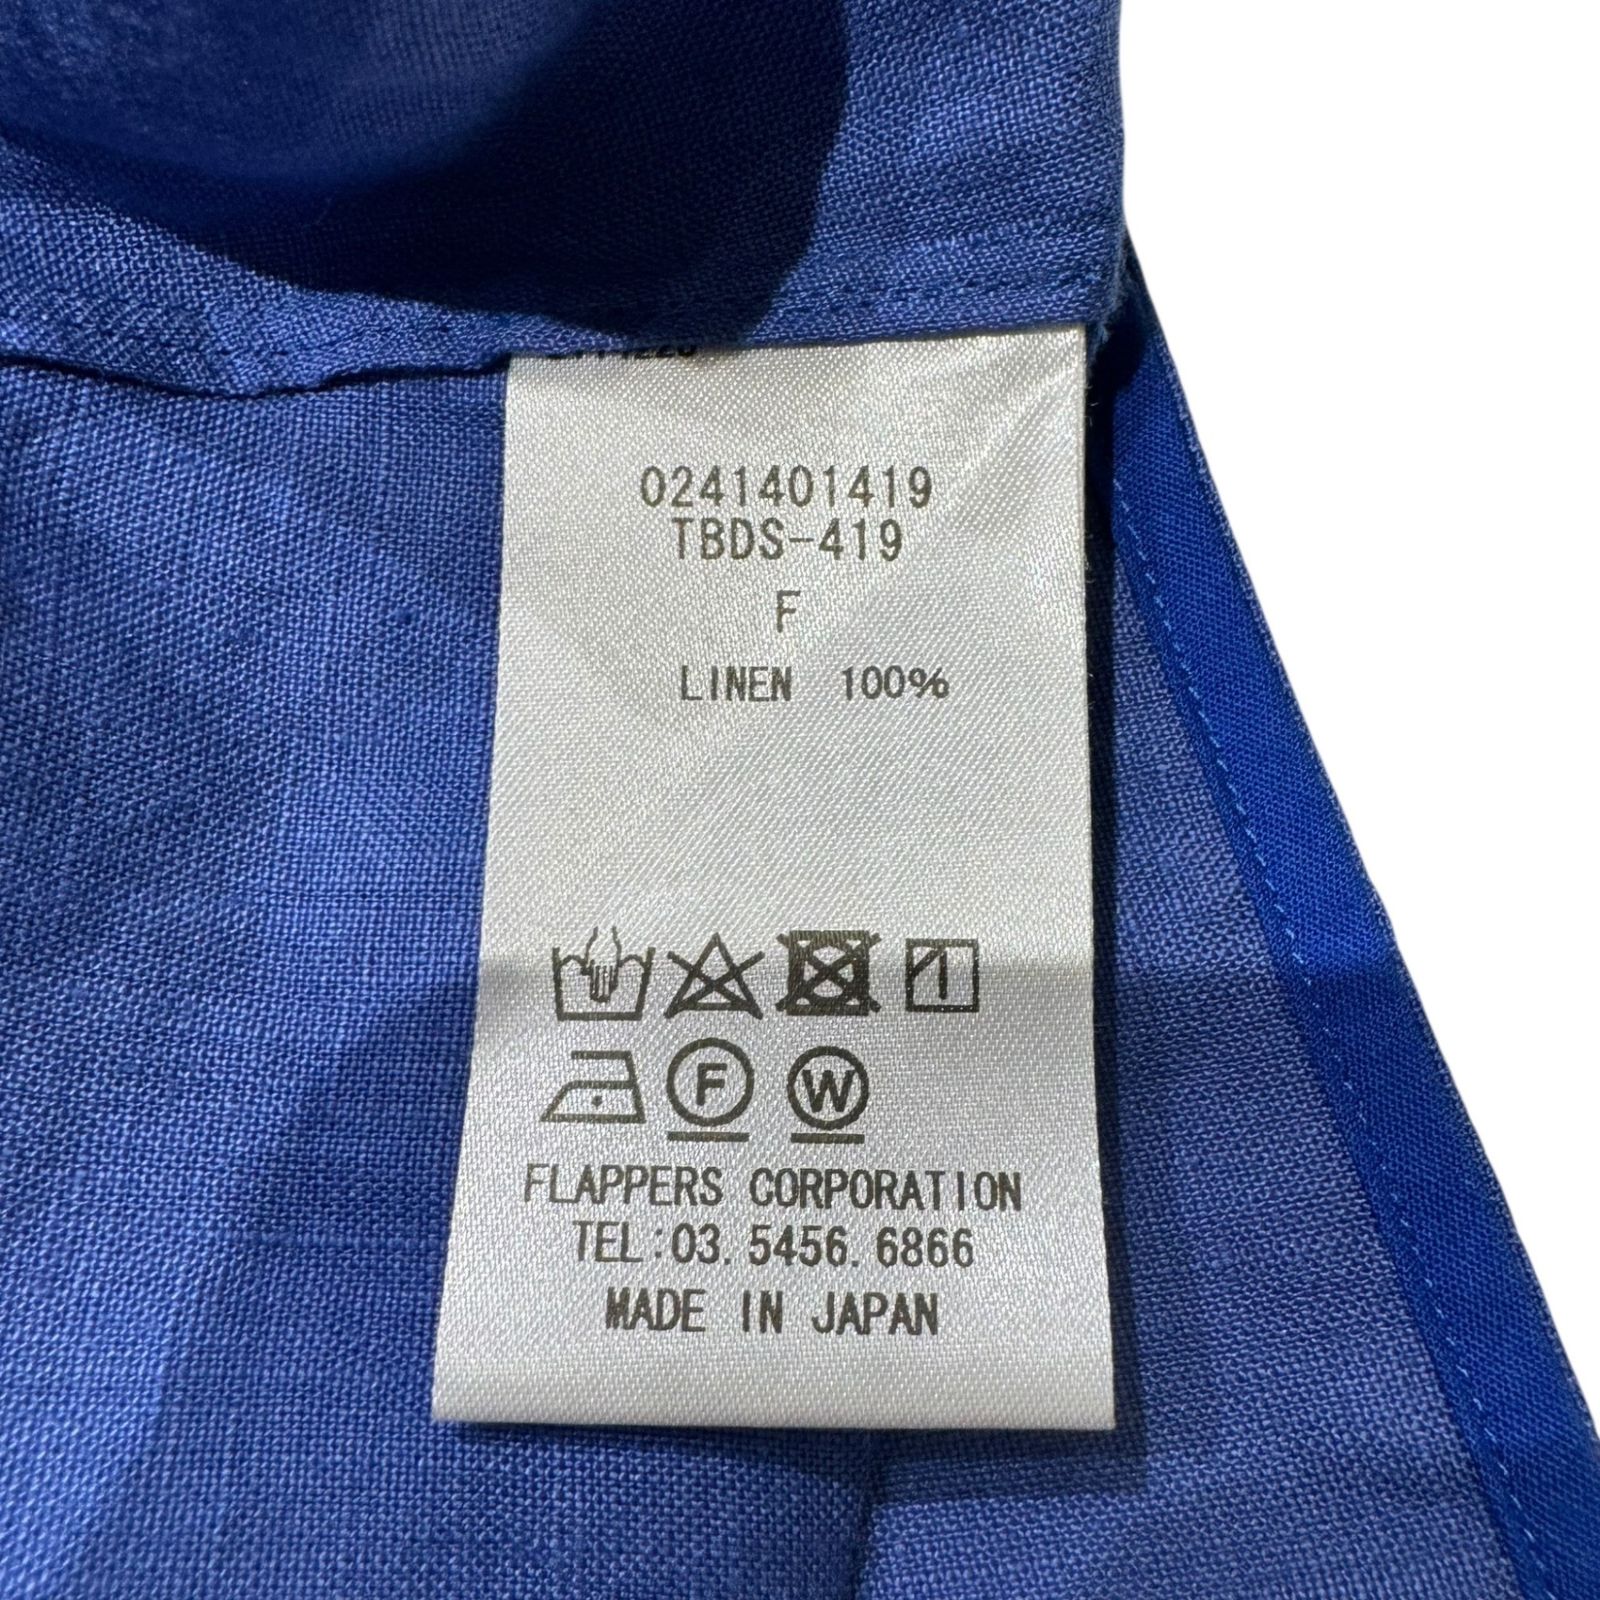 0241401419
TBDS-419
F
LINEN 100%
F W
FLAPPERS CORPORATION
TEL:03.5456.6866
MADE IN JAPAN